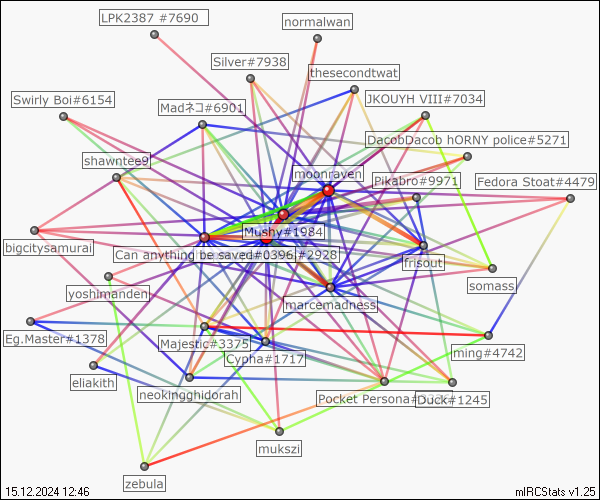 LPK2387 #7690
normalwan
Silver#7938
thesecondtwat
Swirly Boi#6154
Madネコ#6901
JKOUYH VIII#7034
DacobDacob hORNY police#5271
shawntee9
moonraven
Pikabro#9971
Fedora Stoat#4479
Mushy#1984
bigcitysamurai
Can anything be saved#0396
#2928
frisout
somass
yoshimanden
marcemadness
Eg.Master#1378
Majestic#3375
Cypha#1717
ming#4742
eliakith
neokingghidorah
Pocket Persona
Duck#1245
mukszi
zebula
15.12.2024 12:46
mIRCStats v1.25